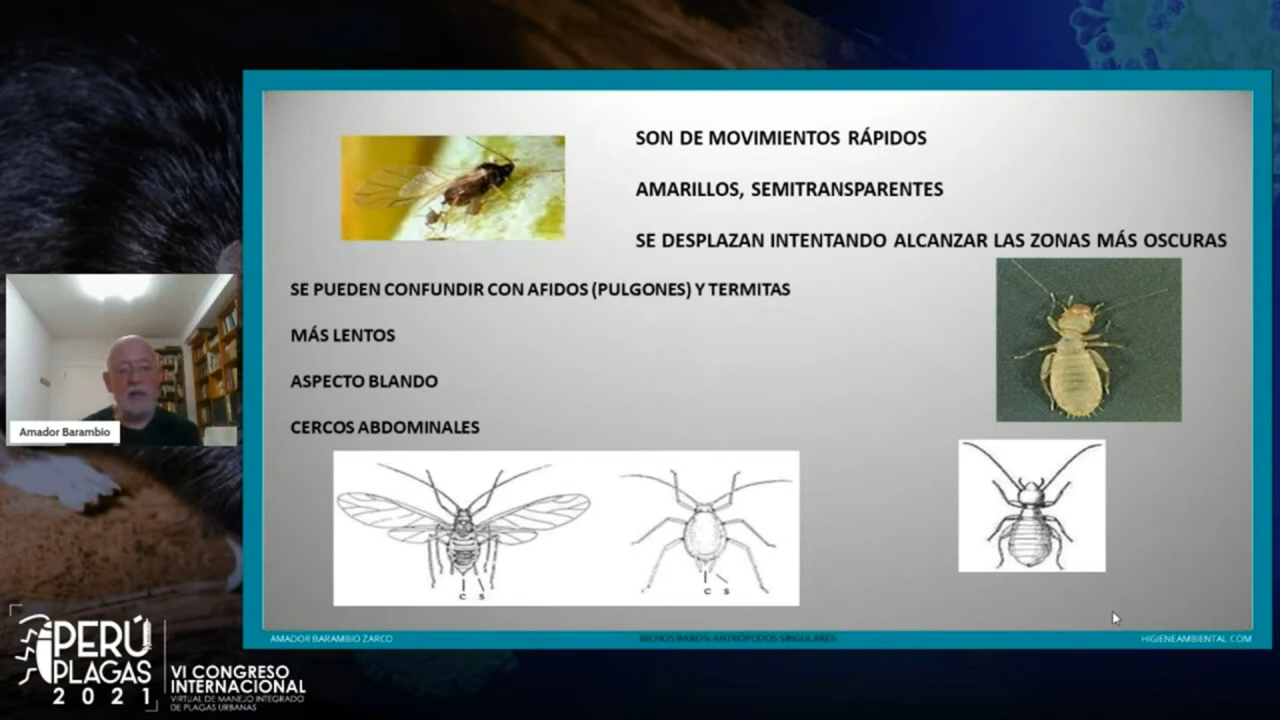 SON DE MOVIMIENTOS RÁPIDOS
AMARILLOS, SEMITRANSPARENTES
SE DESPLAZAN INTENTANDO ALCANZAR LAS ZONAS MÁS OSCURAS
SE PUEDEN CONFUNDIR CON AFIDOS (PULGONES) Y TERMITAS
MÁS LENTOS
ASPECTO BLANDO
CERCOS ABDOMINALES
Amador Barambio
C S
C S
AMADOR BARAMBIO ZARCO
BICHOS RAROS: ANTRÓPODOS SINGULARES
HIGIENEAMBIENTAL.COM
PERÚ
PLAGAS
2021
VI CONGRESO
INTERNACIONAL
VIRTUAL DE MANEJO INTEGRADO
DE PLAGAS URBANAS